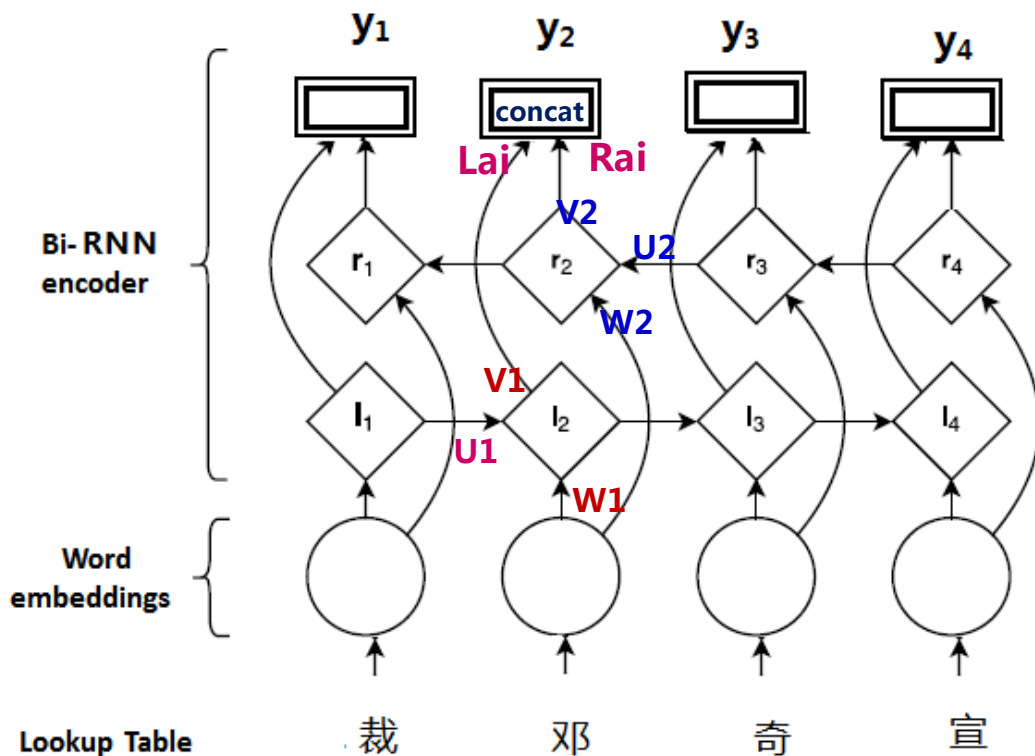 y1 y2 y3 y4
concat
Lai Rai
V2
Bi- RNN
encoder
r1 r2 r3 r4
U2
W2
V1
l1 l2 l3 l4
U1
W1
Word
embeddings
Lookup Table 裁 邓 奇 宣